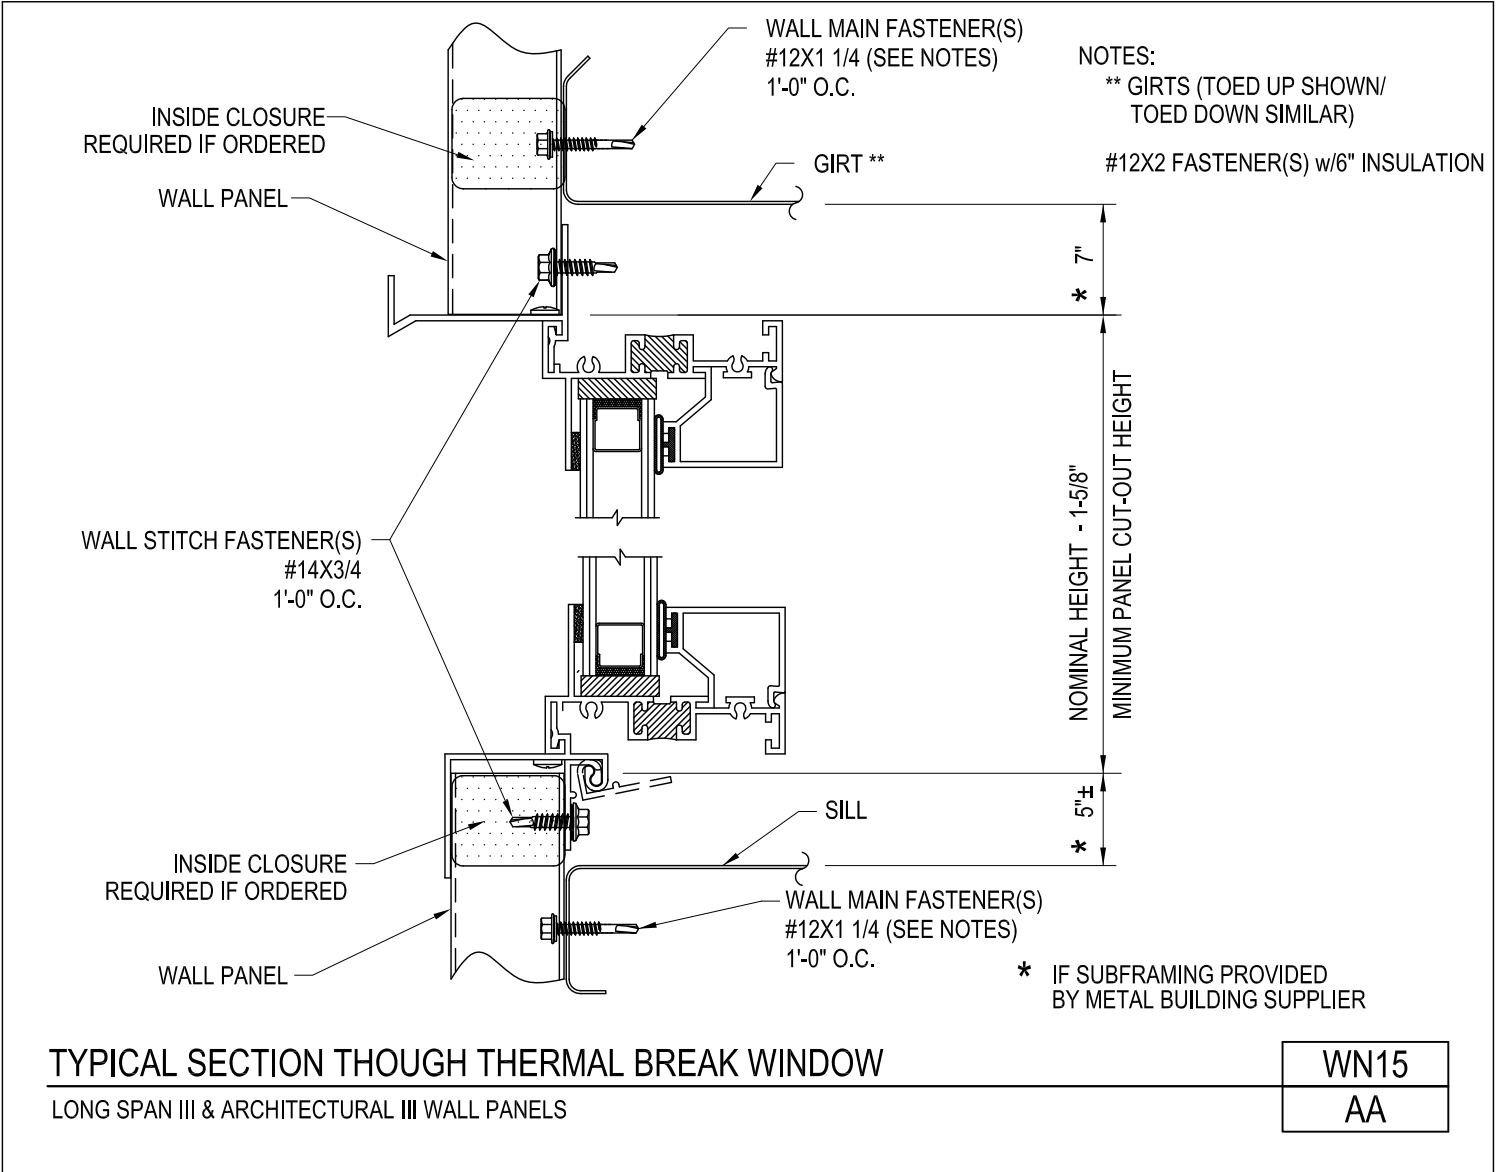 WALL MAIN FASTENER(S)
#12X1 1/4 (SEE NOTES)
1'-0" O.C.
NOTES:
** GIRTS (TOED UP SHOWN/
TOED DOWN SIMILAR)
#12X2 FASTENER(S) w/6" INSULATION
INSIDE CLOSURE
REQUIRED IF ORDERED
GIRT **
WALL PANEL
* 7"
NOMINAL HEIGHT - 1-5/8"
MINIMUM PANEL CUT-OUT HEIGHT
WALL STITCH FASTENER(S)
#14X3/4
1'-0" O.C.
* 5"±
SILL
INSIDE CLOSURE
REQUIRED IF ORDERED
WALL MAIN FASTENER(S)
#12X1 1/4 (SEE NOTES)
1'-0" O.C.
WALL PANEL
* IF SUBFRAMING PROVIDED
BY METAL BUILDING SUPPLIER
TYPICAL SECTION THOUGH THERMAL BREAK WINDOW
LONG SPAN III & ARCHITECTURAL III WALL PANELS
WN15
AA